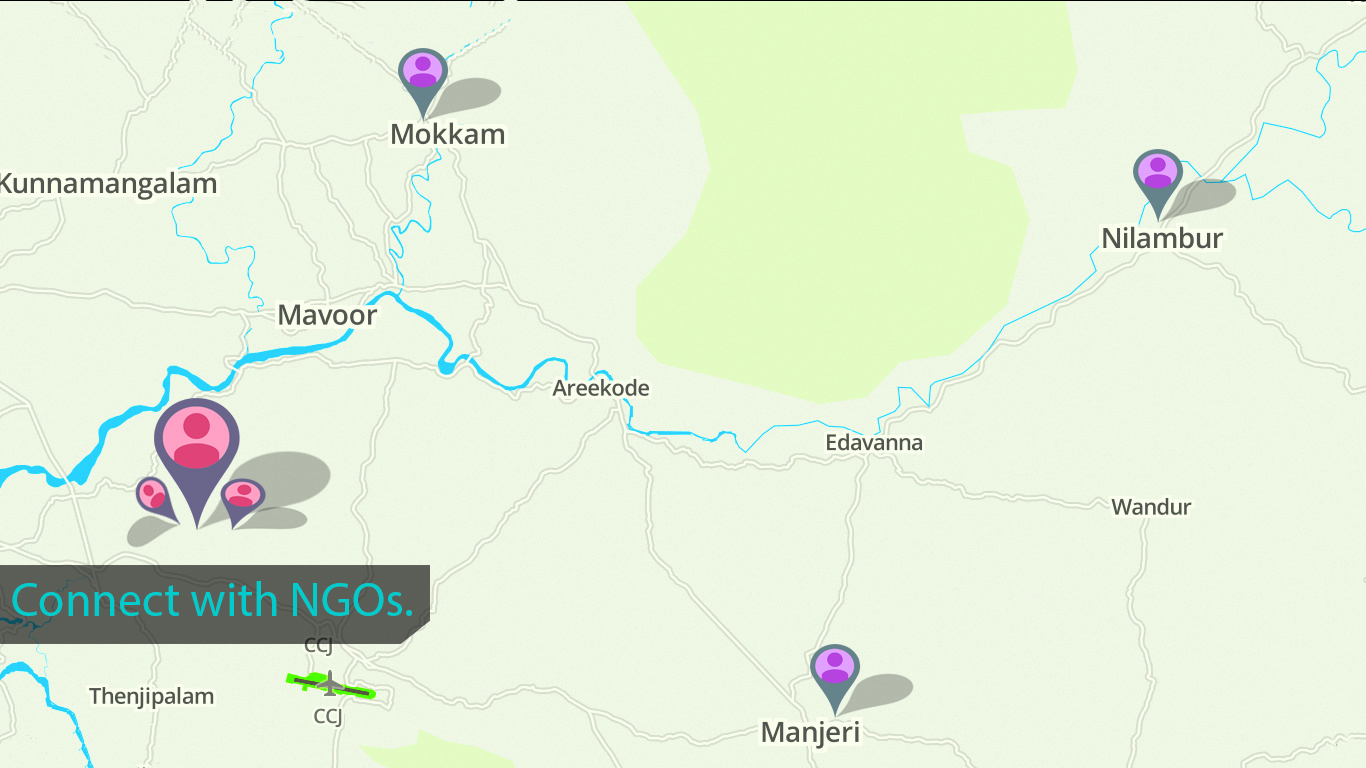 Mokkam
Kunnamangalam
Nilambur
Mavoor
Areekode
Edavanna
Wandur
Connect with NGOs.
CCJ
Thenjipalam
CCJ
Manjeri